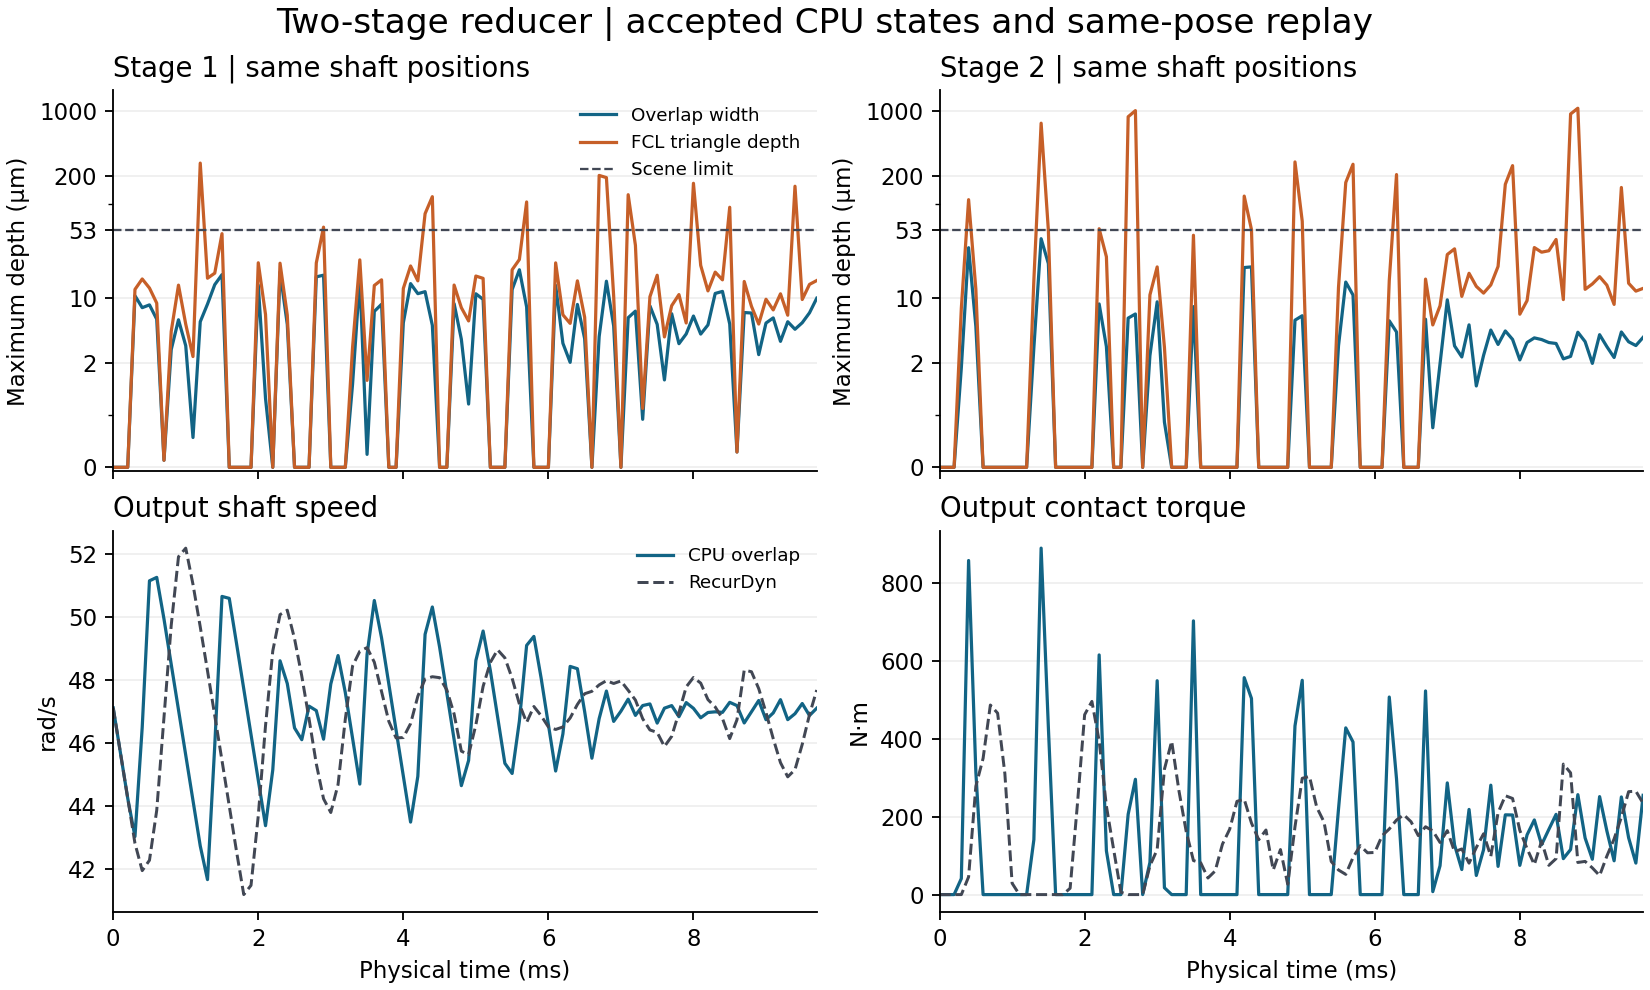 Two-stage reducer | accepted CPU states and same-pose replay
Stage 1 | same shaft positions
Maximum depth (µm)
1000
200
53
10
2
0
Overlap width
FCL triangle depth
Scene limit
Stage 2 | same shaft positions
Maximum depth (µm)
1000
200
53
10
2
0
Output shaft speed
rad/s
52
50
48
46
44
42
CPU overlap
RecurDyn
0
2
4
6
8
Physical time (ms)
Output contact torque
N·m
800
600
400
200
0
0
2
4
6
8
Physical time (ms)